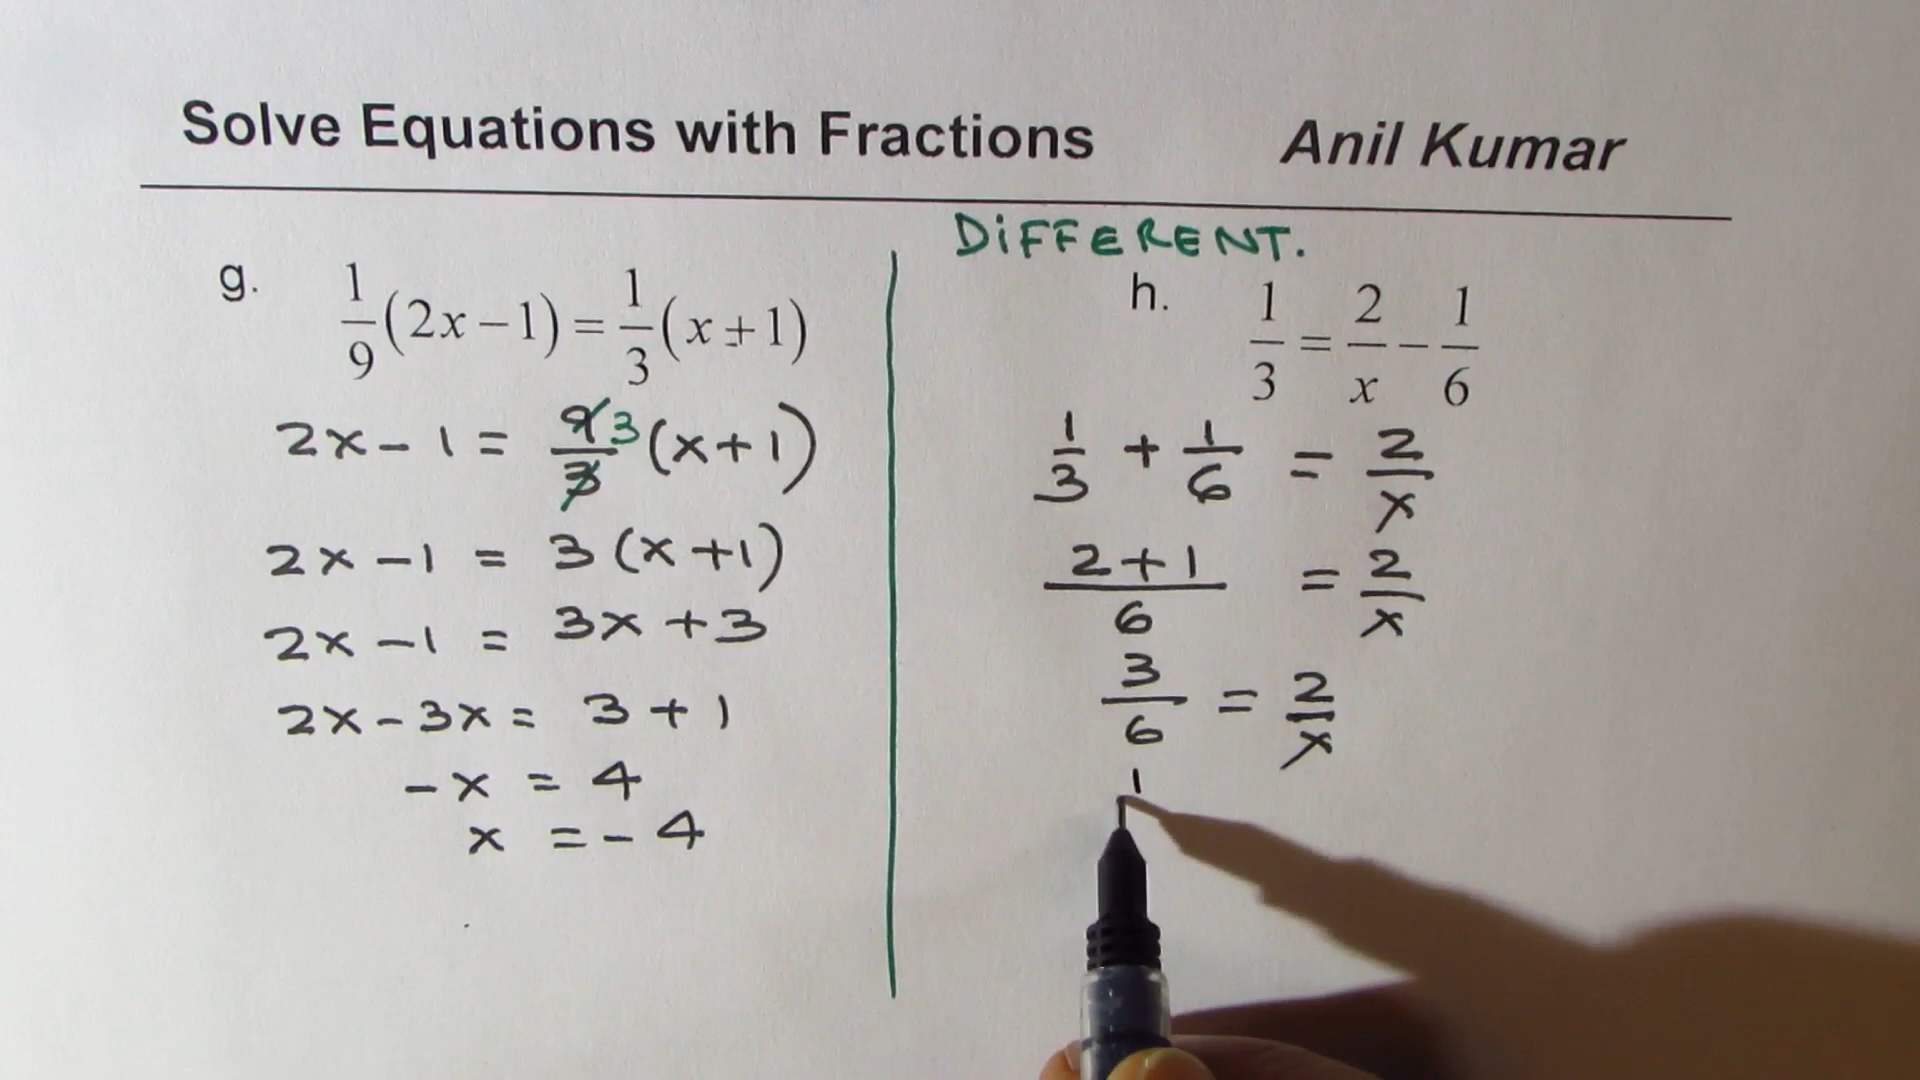 Solve Equations with Fractions Anil Kumar
g. 1/9(2x−1)=1/3(x+1)
2x-1 = 9/3 3 (x+1)
2x-1 = 3(x+1)
2x-1 = 3x+3
2x-3x = 3+1
-x = 4
x = -4
DiFFERENT.
h. 1/3=2/x−1/6
1/3 + 1/6 = 2/x
2+1/6 = 2/x
3/6 = 2/x
1